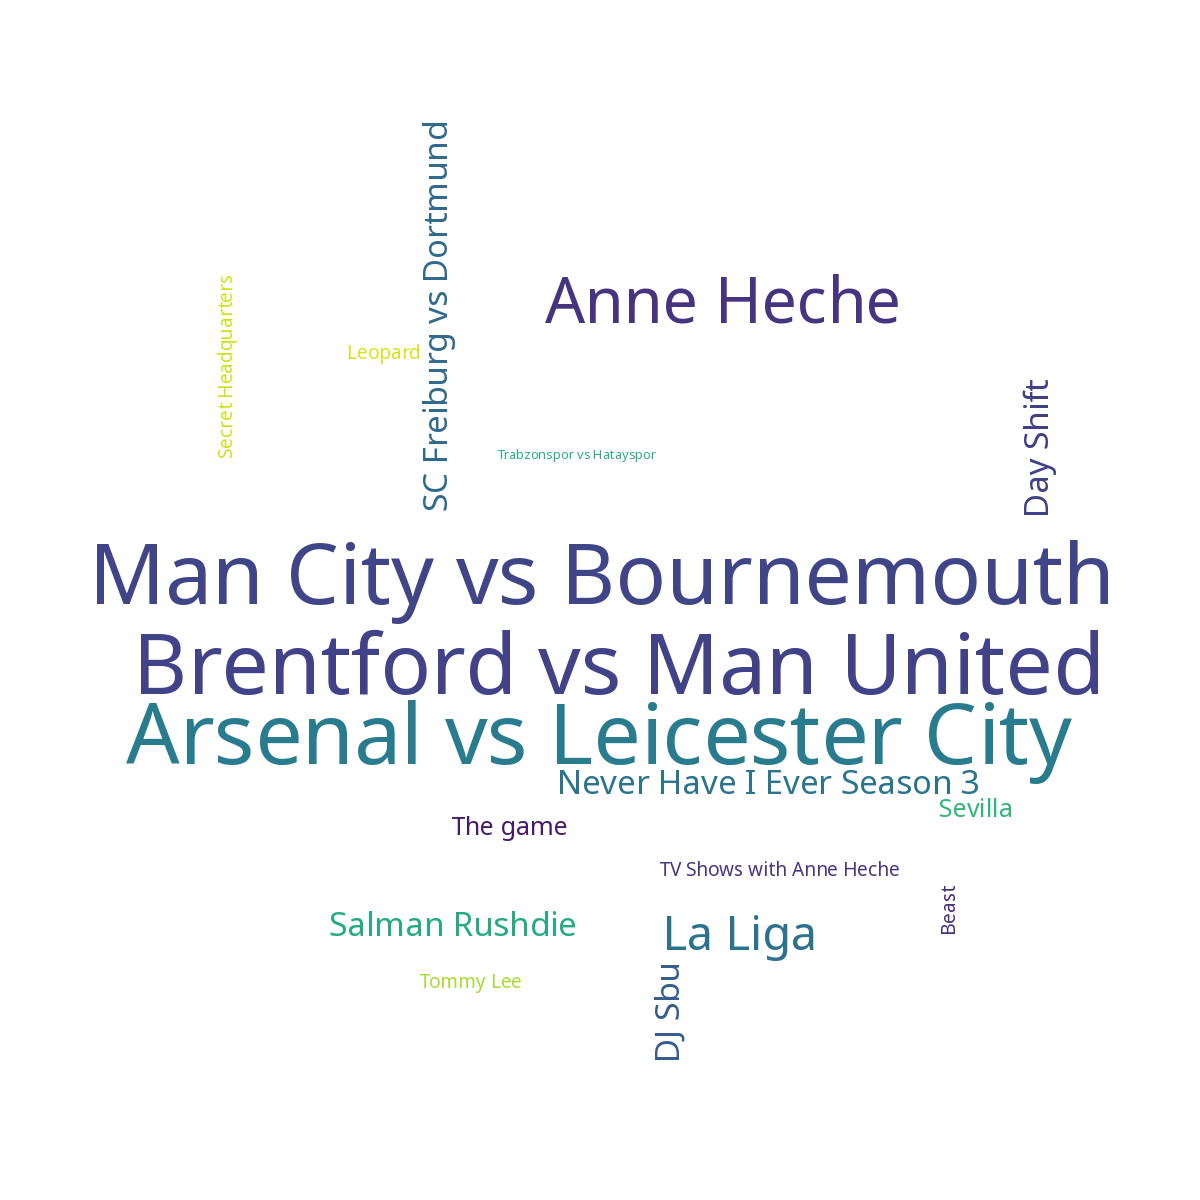 SC Freiburg vs Dortmund
Secret Headquarters
Anne Heche
Leopard
Day Shift
Trabzonspor vs Hatayspor
Man City vs Bournemouth
Brentford vs Man United
Arsenal vs Leicester City
Never Have I Ever Season 3
Sevilla
The game
TV Shows with Anne Heche
Beast
Salman Rushdie
La Liga
Tommy Lee
DJ Sbu